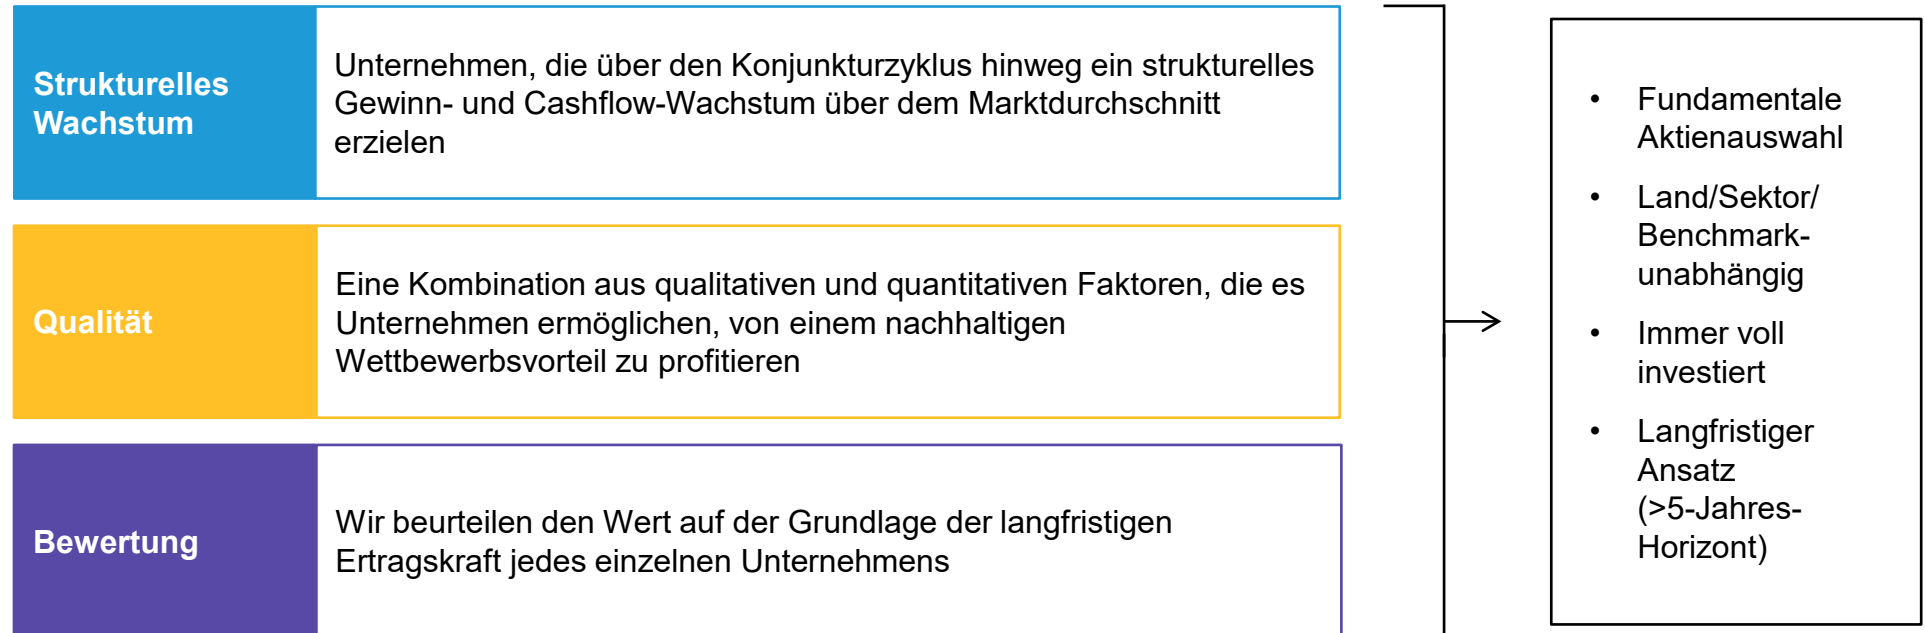 Strukturelles
Wachstum
Unternehmen, die über den Konjunkturzyklus hinweg ein strukturelles
Gewinn- und Cashflow-Wachstum über dem Marktdurchschnitt
erzielen
Qualität
Eine Kombination aus qualitativen und quantitativen Faktoren, die es
Unternehmen ermöglichen, von einem nachhaltigen
Wettbewerbsvorteil zu profitieren
Bewertung
Wir beurteilen den Wert auf der Grundlage der langfristigen
Ertragskraft jedes einzelnen Unternehmens
• Fundamentale
Aktienauswahl
• Land/Sektor/
Benchmark-
unabhängig
• Immer voll
investiert
• Langfristiger
Ansatz
(>5-Jahres-
Horizont)